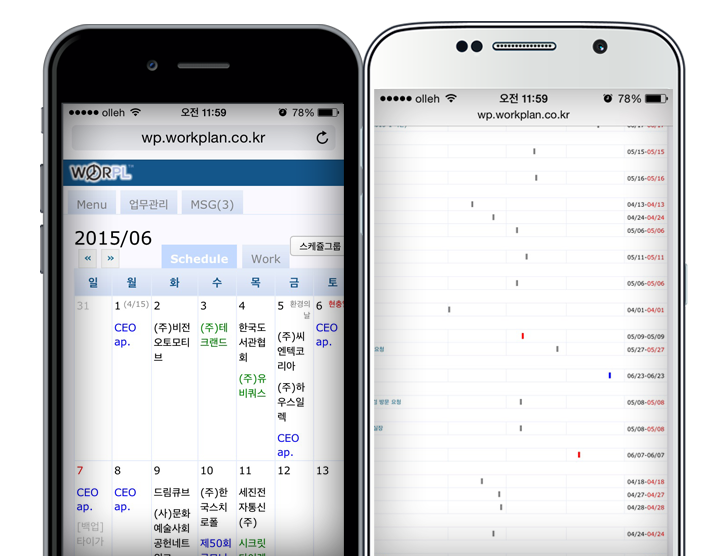 olleh 오전 11:59 78%
wp.workplan.co.kr
WORPL
Menu 업무관리 MSG(3)
2015/06
« » Schedule Work 스케쥴그룹
일 월 화 수 목 금 토
31 1 (4/15) 2 3 4 5 환경의 6
날
CEO (주)비전 (주)테 한국도 (주)씨 CEO
ap. 오토모티 크랜드 서관협 엔텍코 ap.
브 회 리아
(주)유 (주)하
비쿼스 우스일
렉
CEO
ap.
7 8 9 10 11 12 13
CEO CEO 드림큐브 (주)한 세진전
ap. ap. (사)문화 국스치 자통신
[백업] 예술사회 로폴 (주)
타이가 공헌네트 제50회 시크릿
olleh 오전 11:59 78%
wp.workplan.co.kr
05/15-05/15
05/16-05/16
04/13-04/13
04/24-04/24
05/06-05/06
05/11-05/11
05/06-05/06
04/01-04/01
05/09-05/09
요청 05/27-05/27
06/23-06/23
방문 요청 05/08-05/08
05/08-05/08
06/07-06/07
04/18-04/18
04/27-04/27
04/28-04/28
04/24-04/24